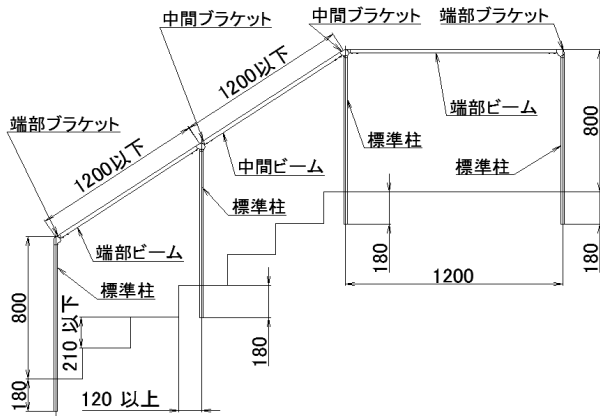 中間ブラケット
中間ブラケット
端部ブラケット
1200以下
端部ビーム
800
端部ブラケット
標準柱
1200以下
中間ビーム
標準柱
標準柱
端部ビーム
180
180
1200
標準柱
800
210 以下
180
180
120 以上